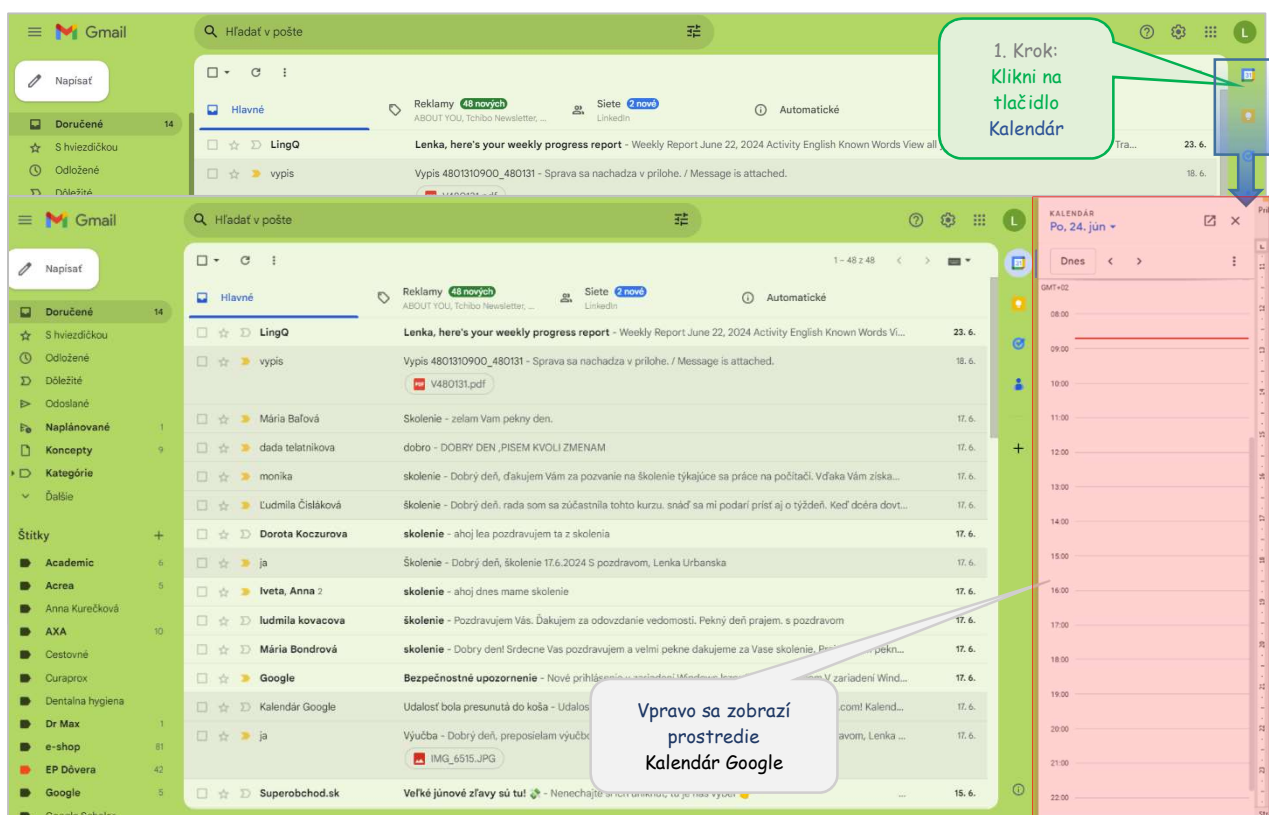 Gmail
Hľadať v pošte
1. Krok:
Klikni na
tlačidlo
Kalendár
L
Napísať
Hlavné
Reklamy 48 nových
ABOUT YOU, Tchibo Newsletter, ...
Siete 2 nové
LinkedIn
Automatické
Doručené 14
LingQ Lenka, here's your weekly progress report - Weekly Report June 22, 2024 Activity English Known Words View all Tra... 23. 6.
S hviezdičkou
vypis Vypis 4801310900_480131 - Sprava sa nachadza v prilohe. / Message is attached. 18. 6.
Odložené
Dôležité
V480131.pdf
Gmail
Hľadať v pošte
L
KALENDÁR
Po, 24. jún
Napísať
1 – 48 z 48
Dnes
GMT+02
Hlavné
Reklamy 48 nových
ABOUT YOU, Tchibo Newsletter, ...
Siete 2 nové
LinkedIn
Automatické
Doručené 14
S hviezdičkou
Odložené
Dôležité
Odoslané
Naplánované 1
Koncepty 9
Kategórie
Ďalšie
Štítky
Academic 6
Acrea 5
Anna Kurečková
AXA 10
Cestovné
Curaprox
Dentalna hygiena
Dr Max 1
e-shop 81
EP Dôvera 42
Google 5
Google Scholar
LingQ Lenka, here's your weekly progress report - Weekly Report June 22, 2024 Activity English Known Words Vi... 23. 6.
vypis Vypis 4801310900_480131 - Sprava sa nachadza v prilohe. / Message is attached. 18. 6.
PDF V480131.pdf
Mária Baľová Skolenie - zelam Vam pekny den. 17. 6.
dada telatnikova dobro - DOBRY DEN ,PISEM KVOLI ZMENAM 17. 6.
monika skolenie - Dobrý deň, ďakujem Vám za pozvanie na školenie týkajúce sa práce na počítači. Vďaka Vám získa... 17. 6.
Ľudmila Čisláková školenie - Dobrý deň. rada som sa zúčastnila tohto kurzu. snáď sa mi podarí prísť aj o týždeň. Keď dcéra dovt... 17. 6.
Dorota Koczurova skolenie - ahoj lea pozdravujem ta z skolenia 17. 6.
ja Školenie - Dobrý deň, školenie 17.6.2024 S pozdravom, Lenka Urbanska 17. 6.
Iveta, Anna 2 skolenie - ahoj dnes mame skolenie 17. 6.
ludmila kovacova školenie - Pozdravujem Vás. Ďakujem za odovzdanie vedomosti. Pekný deň prajem. s pozdravom 17. 6.
Mária Bondrová skolenie - Dobry den! Srdecne Vas pozdravujem a velmi pekne dakujeme za Vase skolenie, pekn... 17. 6.
Google Bezpečnostné upozornenie - Nové prihlásenie V zariadení Wind... 17. 6.
Kalendár Google Udalosť bola presunutá do koša - Udalos .com! Kalend... 17. 6.
ja Výučba - Dobrý deň, preposielam výučb avom, Lenka ... 17. 6.
IMG_6515.JPG
Superobchod.sk Veľké júnové zľavy sú tu! - Nenechajte ... 15. 6.
Vpravo sa zobrazí
prostredie
Kalendár Google
08:00
09:00
10:00
11:00
12:00
13:00
14:00
15:00
16:00
17:00
18:00
19:00
20:00
21:00
22:00